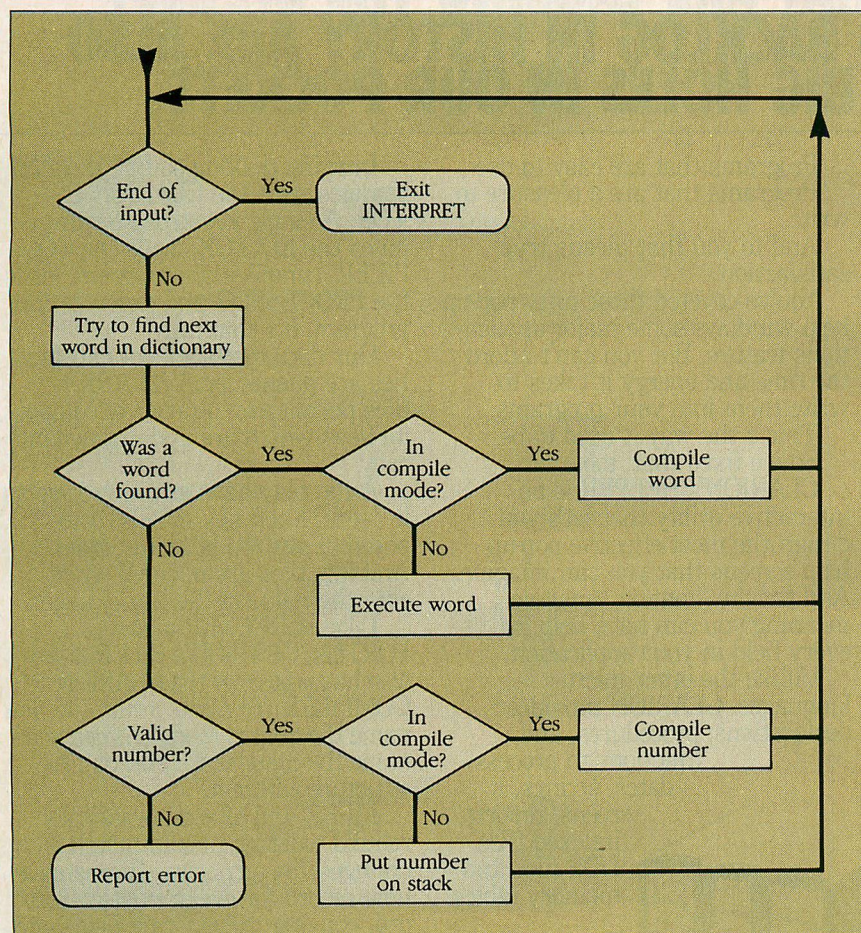 End of
input?
Yes
Exit
INTERPRET
No
Try to find next
word in dictionary
Was a
word
found?
Yes
In
compile
mode?
Yes
Compile
word
No
No
Execute word
Valid
number?
Yes
In
compile
mode?
Yes
Compile
number
No
No
Report error
Put number
on stack